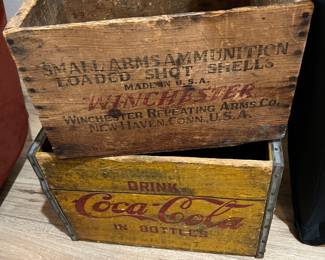 SMALL ARMS AMMUNITION
LOADED SHOT SHELLS
MADE IN U.S.A.
WINCHESTER
WINCHESTER REPEATING ARMS CO.
NEW HAVEN, CONN., U.S.A.
DRINK
Coca-Cola
IN BOTTLES